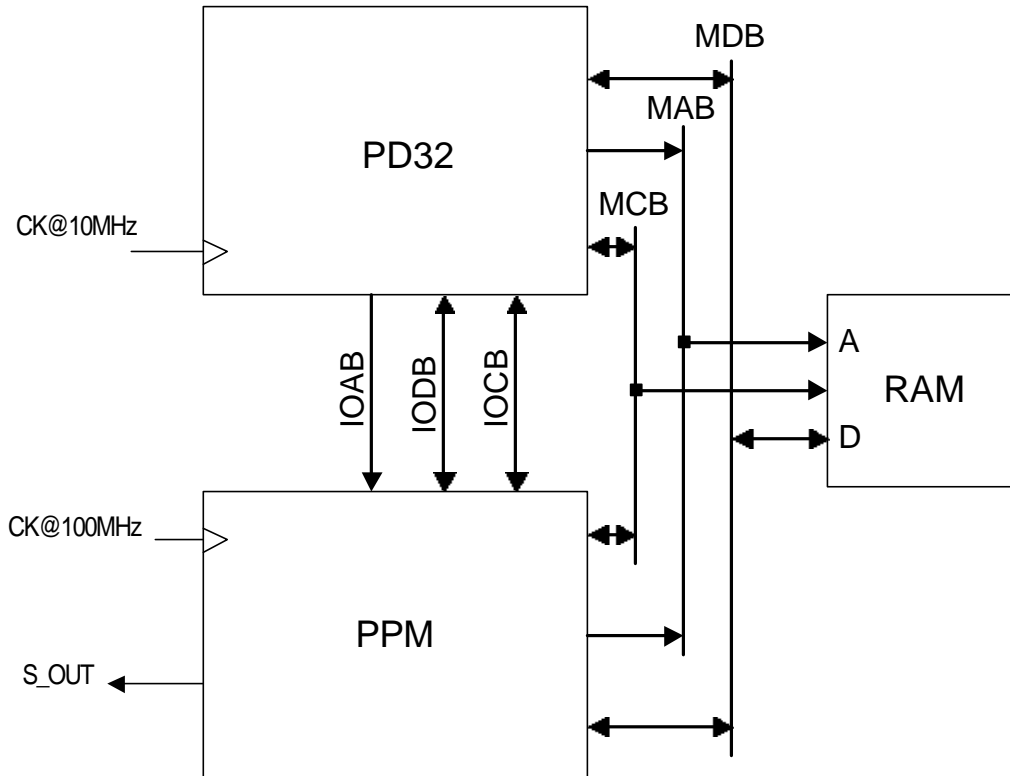 MDB
MAB
PD32
MCB
CK@10MHz
IOAB
IODB
IOCB
A
RAM
D
CK@100MHz
PPM
S_OUT